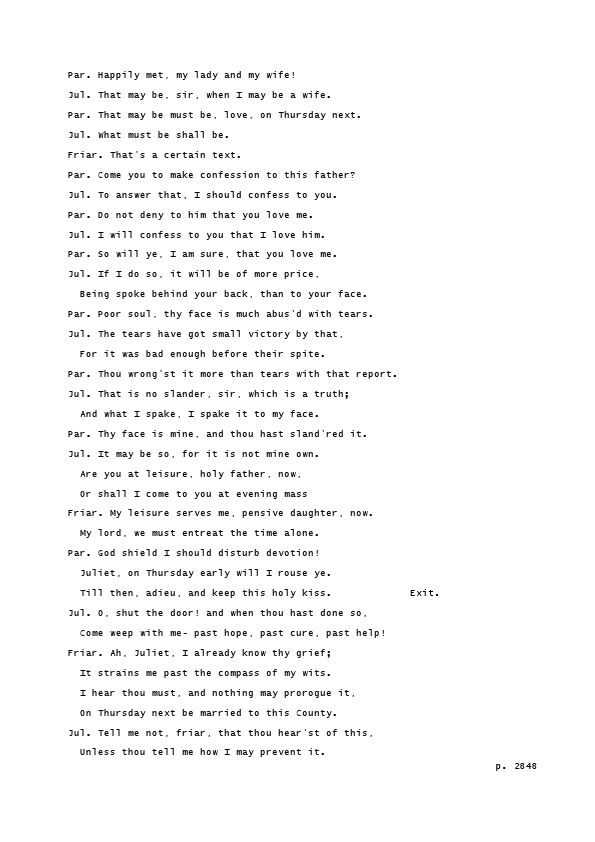 Par. Happily met, my lady and my wife!
Jul. That may be, sir, when I may be a wife.
Par. That may be must be, love, on Thursday next.
Jul. What must be shall be.
Friar. That's a certain text.
Par. Come you to make confession to this father?
Jul. To answer that, I should confess to you.
Par. Do not deny to him that you love me.
Jul. I will confess to you that I love him.
Par. So will ye, I am sure, that you love me.
Jul. If I do so, it will be of more price,
Being spoke behind your back, than to your face.
Par. Poor soul, thy face is much abus'd with tears.
Jul. The tears have got small victory by that,
For it was bad enough before their spite.
Par. Thou wrong'st it more than tears with that report.
Jul. That is no slander, sir, which is a truth;
And what I spake, I spake it to my face.
Par. Thy face is mine, and thou hast sland'red it.
Jul. It may be so, for it is not mine own.
Are you at leisure, holy father, now,
Or shall I come to you at evening mass
Friar. My leisure serves me, pensive daughter, now.
My lord, we must entreat the time alone.
Par. God shield I should disturb devotion!
Juliet, on Thursday early will I rouse ye.
Till then, adieu, and keep this holy kiss. Exit.
Jul. O, shut the door! and when thou hast done so,
Come weep with me- past hope, past cure, past help!
Friar. Ah, Juliet, I already know thy grief;
It strains me past the compass of my wits.
I hear thou must, and nothing may prorogue it,
On Thursday next be married to this County.
Jul. Tell me not, friar, that thou hear'st of this,
Unless thou tell me how I may prevent it.
p. 2848